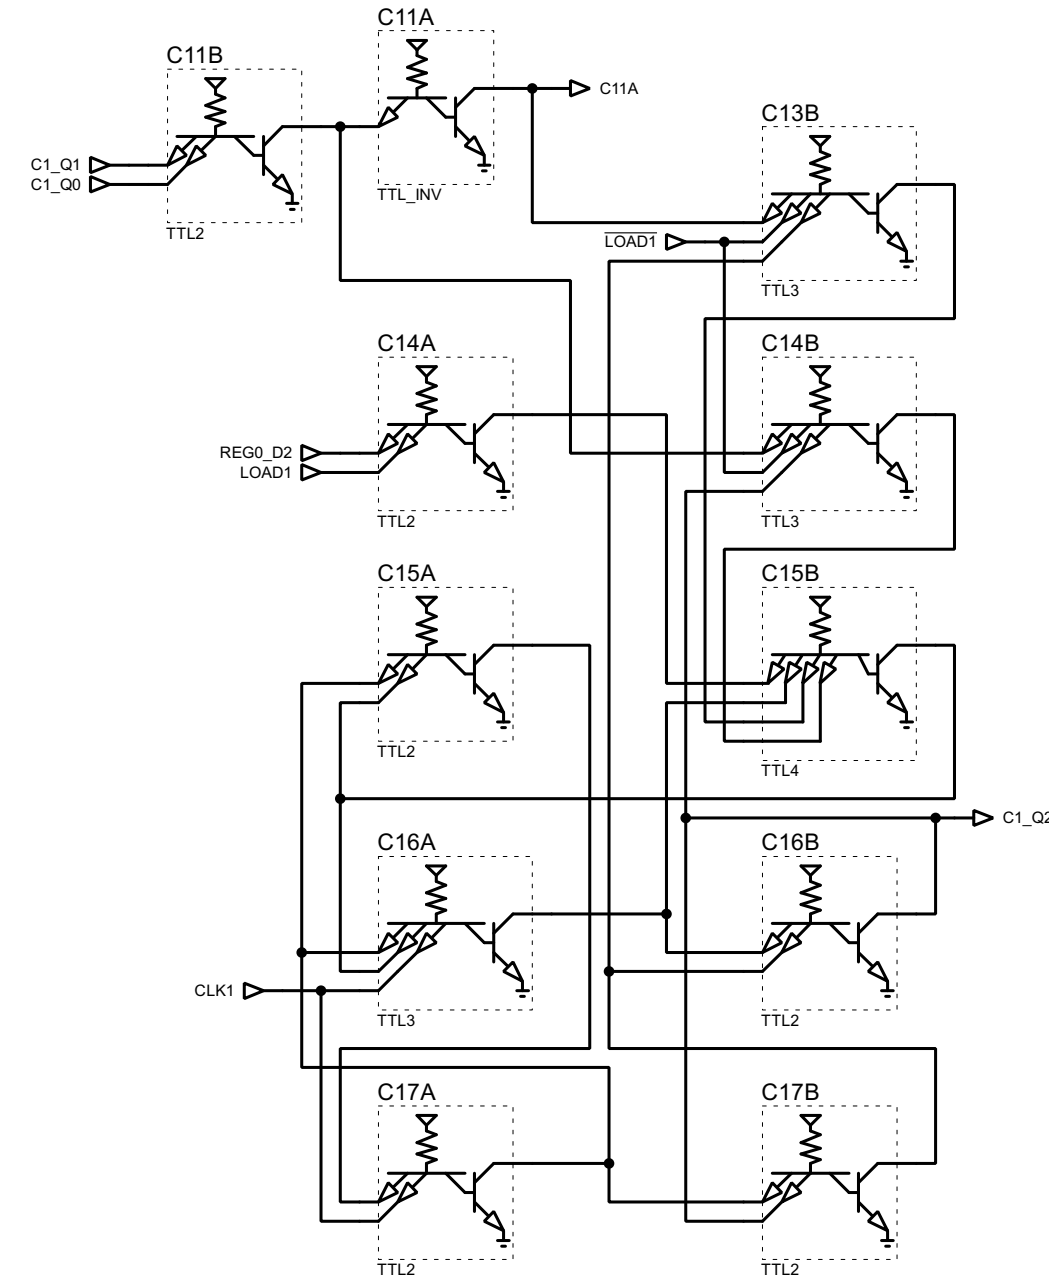 C11A
C11B
C11A
C13B
C1_Q1
C1_Q0
TTL_INV
TTL2
LOAD1
TTL3
C14A
C14B
REG0_D2
LOAD1
TTL2
TTL3
C15A
C15B
TTL2
TTL4
C1_Q2
C16A
C16B
CLK1
TTL3
TTL2
C17A
C17B
TTL2
TTL2